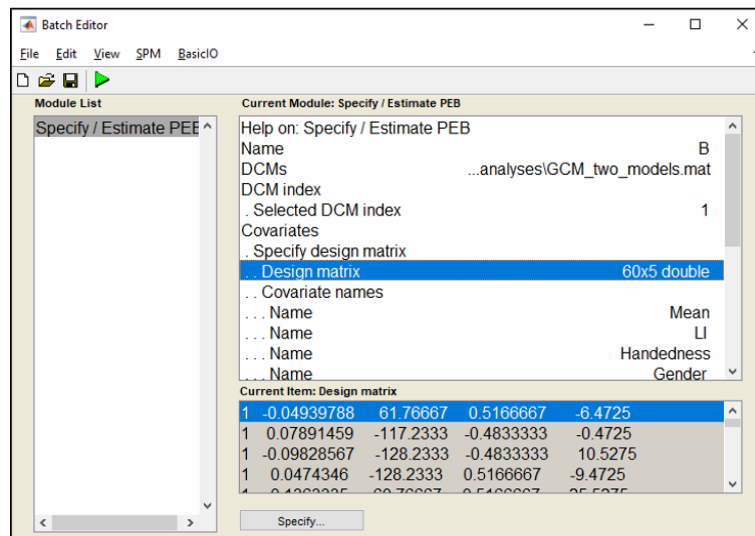 Batch Editor
File Edit View SPM BasicIO
Module List
Specify / Estimate PEE
Current Module: Specify / Estimate PEB
Help on: Specify / Estimate PEB
Name B
DCMs ...analyses\GCM_two_models.mat
DCM index
. Selected DCM index 1
Covariates
. Specify design matrix
. . Design matrix 60x5 double
. . Covariate names
. . . Name Mean
. . . Name LI
. . . Name Handedness
. . . Name Gender
Current Item: Design matrix
1 -0.04939788 61.76667 0.5166667 -6.4725
1 0.07891459 -117.2333 -0.4833333 -0.4725
1 -0.09828567 -128.2333 -0.4833333 10.5275
1 0.0474346 -128.2333 0.5166667 -9.4725
Specify...